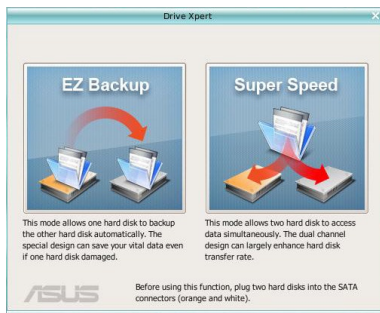 Drive Xpert
EZ Backup
Super Speed
This mode allows one hard disk to backup
the other hard disk automatically. The
special design can save your vital data even
if one hard disk damaged.
This mode allows two hard disk to access
data simultaneously. The dual channel
design can largely enhance hard disk
transfer rate.
ASUS
Before using this function, plug two hard disks into the SATA
connectors (orange and white).